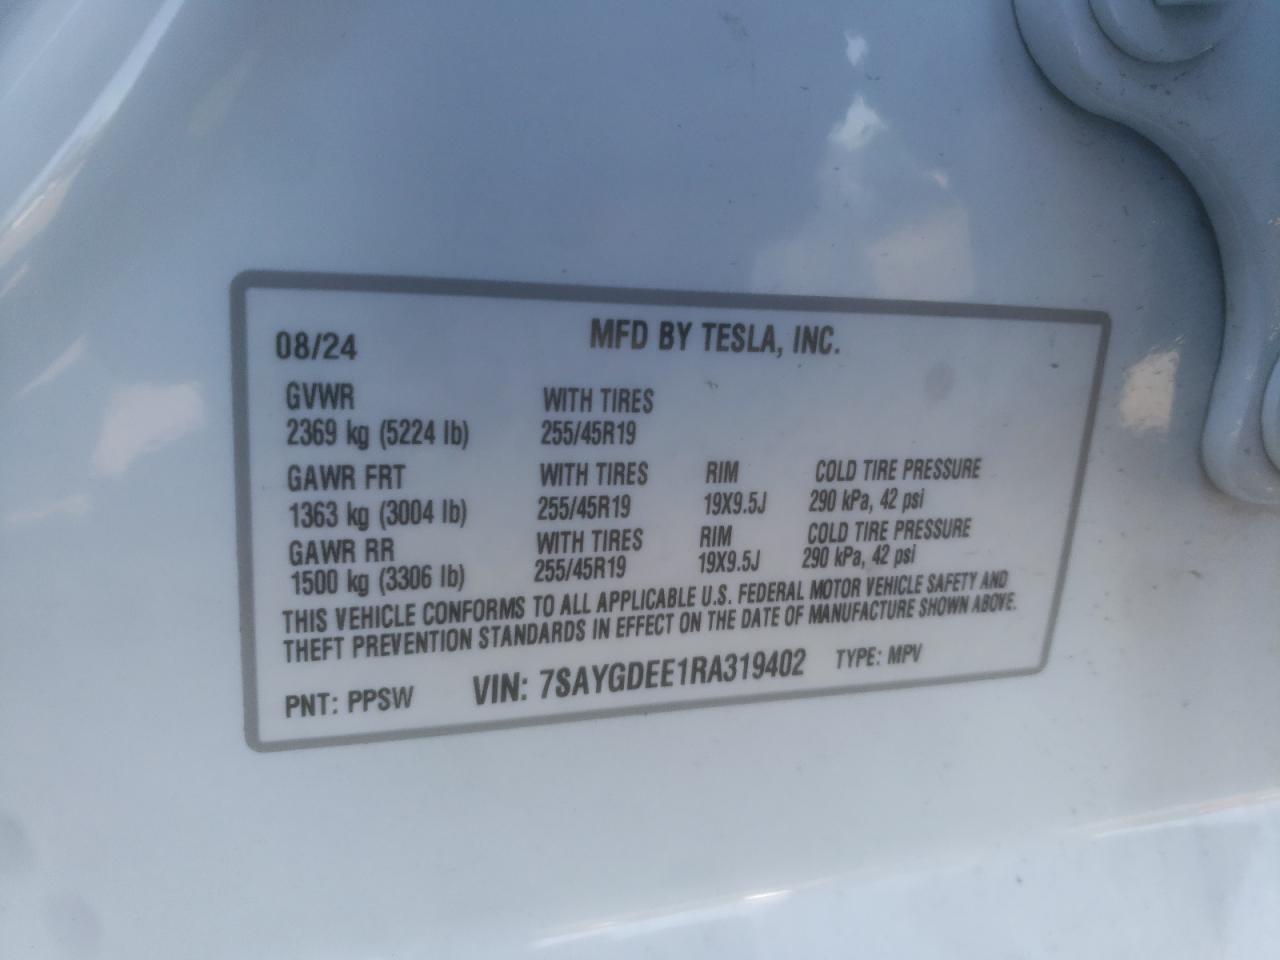 08/24 MFD BY TESLA, INC.
GVWR WITH TIRES
2369 kg (5224 lb) 255/45R19
GAWR FRT WITH TIRES RIM COLD TIRE PRESSURE
1363 kg (3004 lb) 255/45R19 19X9.5J 290 kPa, 42 psi
GAWR RR WITH TIRES RIM COLD TIRE PRESSURE
1500 kg (3306 lb) 255/45R19 19X9.5J 290 kPa, 42 psi
THIS VEHICLE CONFORMS TO ALL APPLICABLE U.S. FEDERAL MOTOR VEHICLE SAFETY AND
THEFT PREVENTION STANDARDS IN EFFECT ON THE DATE OF MANUFACTURE SHOWN ABOVE.
PNT: PPSW VIN: 7SAYGDEE1RA319402 TYPE: MPV